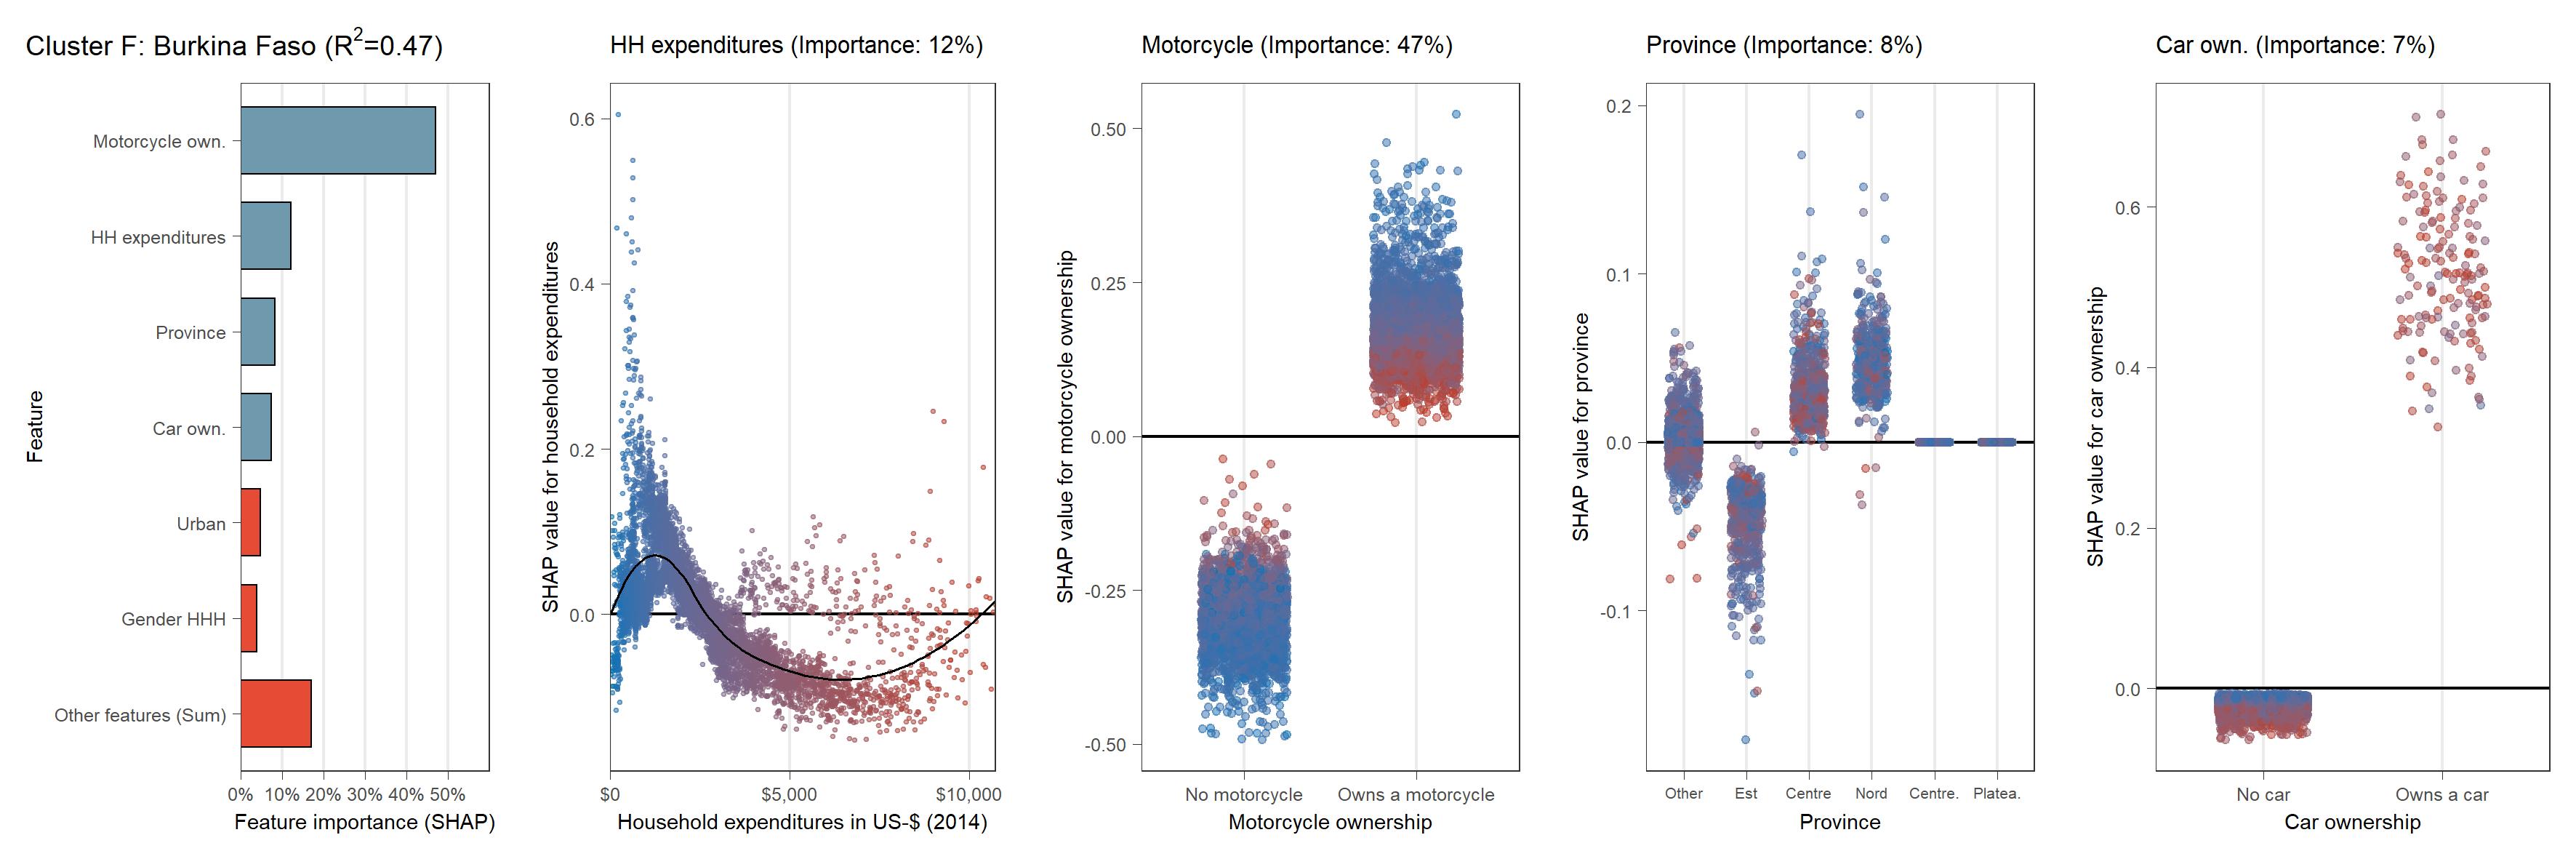 Cluster F: Burkina Faso (R²=0.47)
Feature
Motorcycle own.
HH expenditures
Province
Car own.
Urban
Gender HHH
Other features (Sum)
0% 10% 20% 30% 40% 50%
Feature importance (SHAP)
HH expenditures (Importance: 12%)
SHAP value for household expenditures
0.6
0.4
0.2
0.0
$0 $5,000 $10,000
Household expenditures in US-$ (2014)
Motorcycle (Importance: 47%)
SHAP value for motorcycle ownership
0.50
0.25
0.00
-0.25
-0.50
No motorcycle Owns a motorcycle
Motorcycle ownership
Province (Importance: 8%)
SHAP value for province
0.2
0.1
0.0
-0.1
Other Est Centre Nord Centre. Platea.
Province
Car own. (Importance: 7%)
SHAP value for car ownership
0.6
0.4
0.2
0.0
No car Owns a car
Car ownership